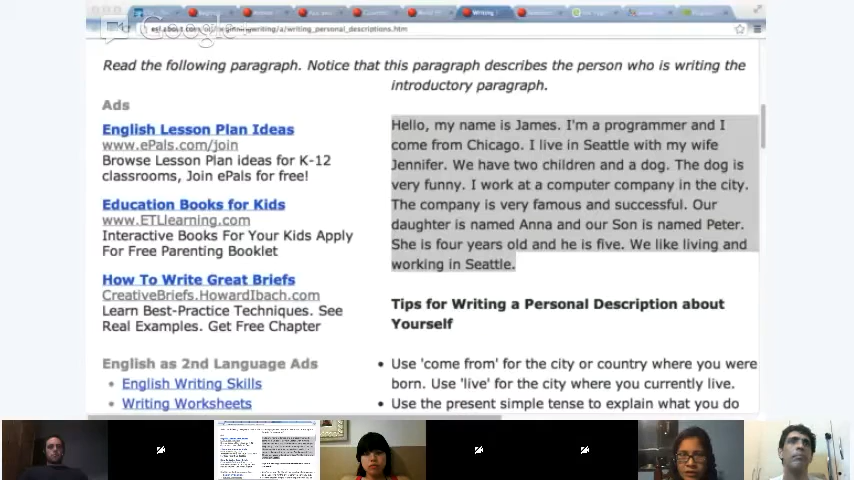 Writing
Google
Read the following paragraph. Notice that this paragraph describes the person who is writing the
introductory paragraph.
Ads
English Lesson Plan Ideas
www.ePals.com/join
Browse Lesson Plan ideas for K-12
classrooms, Join ePals for free!
Education Books for Kids
www.ETLlearning.com
Interactive Books For Your Kids Apply
For Free Parenting Booklet
How To Write Great Briefs
CreativeBriefs.HowardIbach.com
Learn Best-Practice Techniques. See
Real Examples. Get Free Chapter
English as 2nd Language Ads
• English Writing Skills
• Writing Worksheets
Hello, my name is James. I'm a programmer and I
come from Chicago. I live in Seattle with my wife
Jennifer. We have two children and a dog. The dog is
very funny. I work at a computer company in the city.
The company is very famous and successful. Our
daughter is named Anna and our Son is named Peter.
She is four years old and he is five. We like living and
working in Seattle.
Tips for Writing a Personal Description about
Yourself
• Use 'come from' for the city or country where you were
born. Use 'live' for the city where you currently live.
• Use the present simple tense to explain what you do